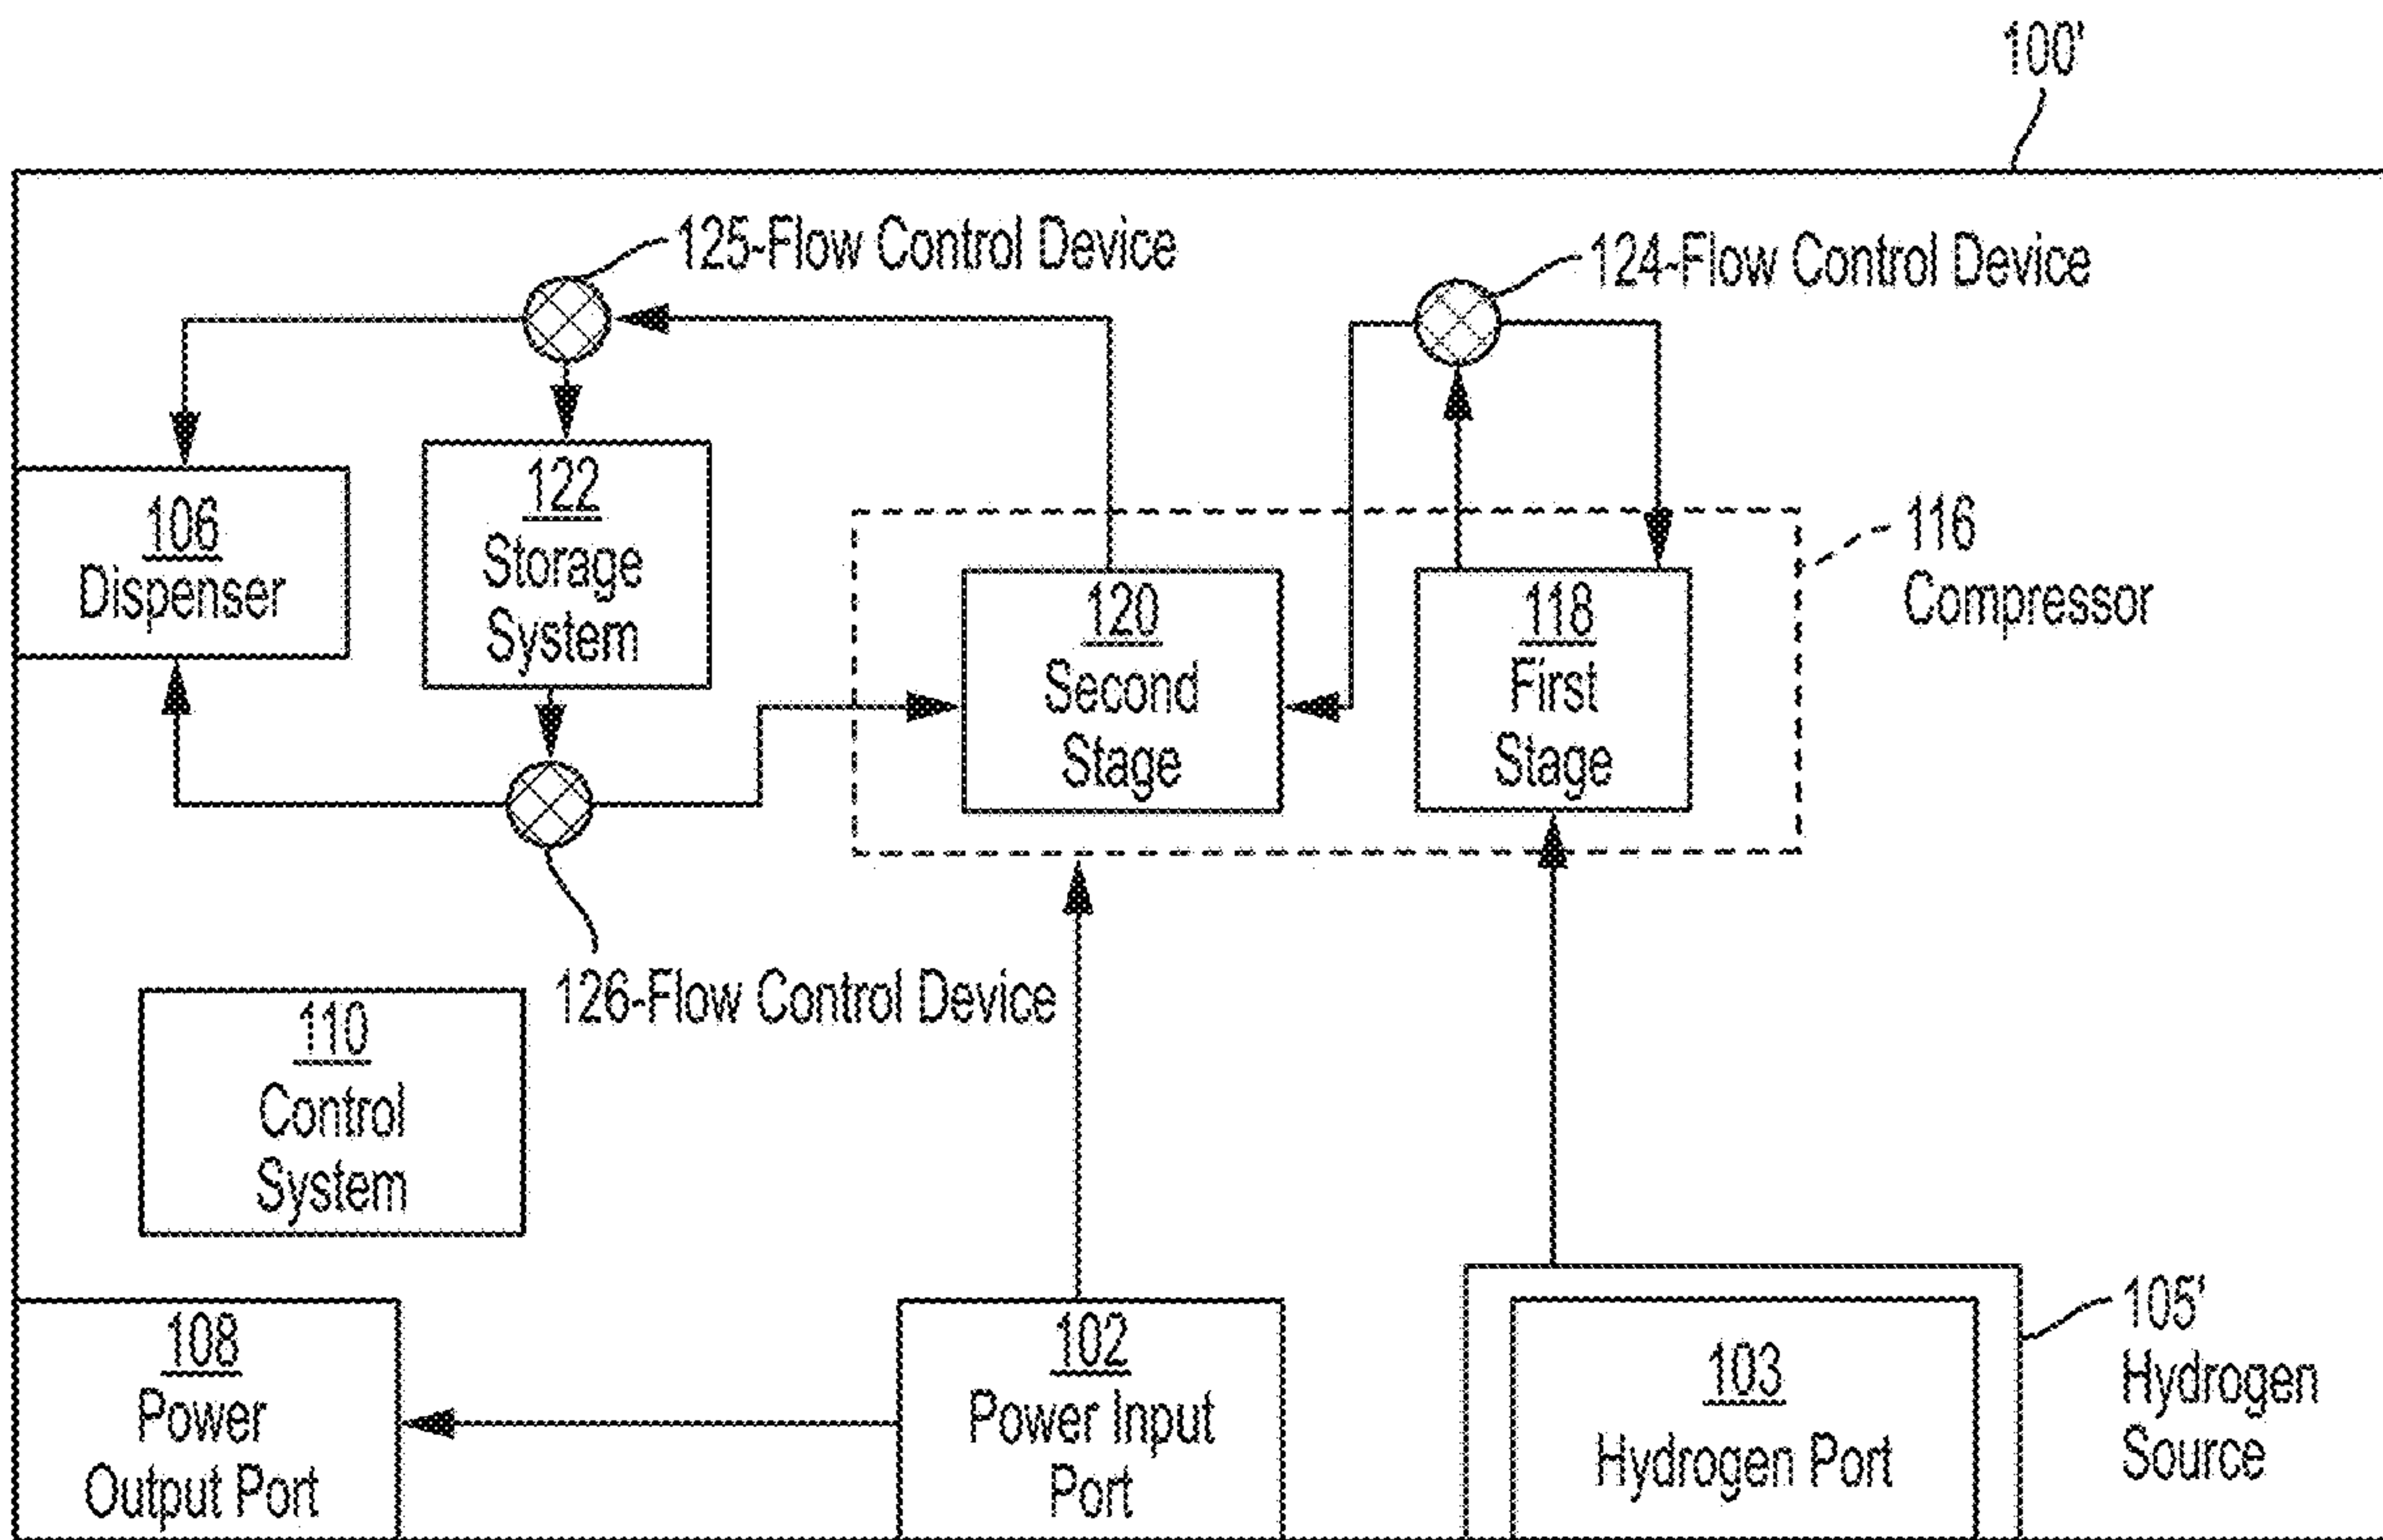 100'
125-Flow Control Device
124-Flow Control Device
106
Dispenser
122
Storage
System
120
Second
Stage
118
First
Stage
116
Compressor
126-Flow Control Device
110
Control
System
108
Power
Output Port
102
Power Input
Port
103
Hydrogen Port
105'
Hydrogen
Source